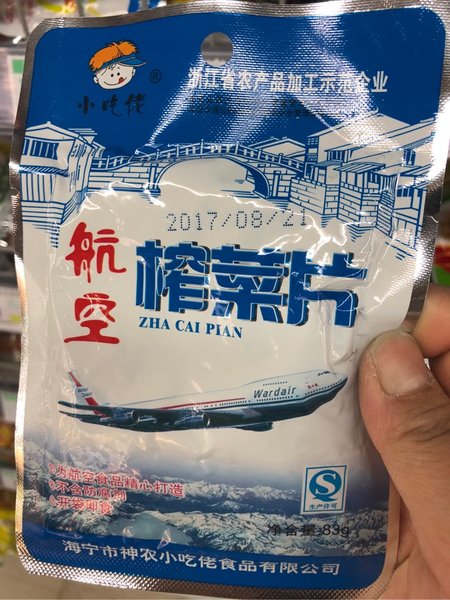 小吃佬®
浙江省农产品加工示范企业
2017/08/21
航空
榨菜片
ZHA CAI PIAN
Wardair
为航空食品精心打造
不含防腐剂
开袋即食
生产许可
净含量:83g
海宁市神农小吃佬食品有限公司